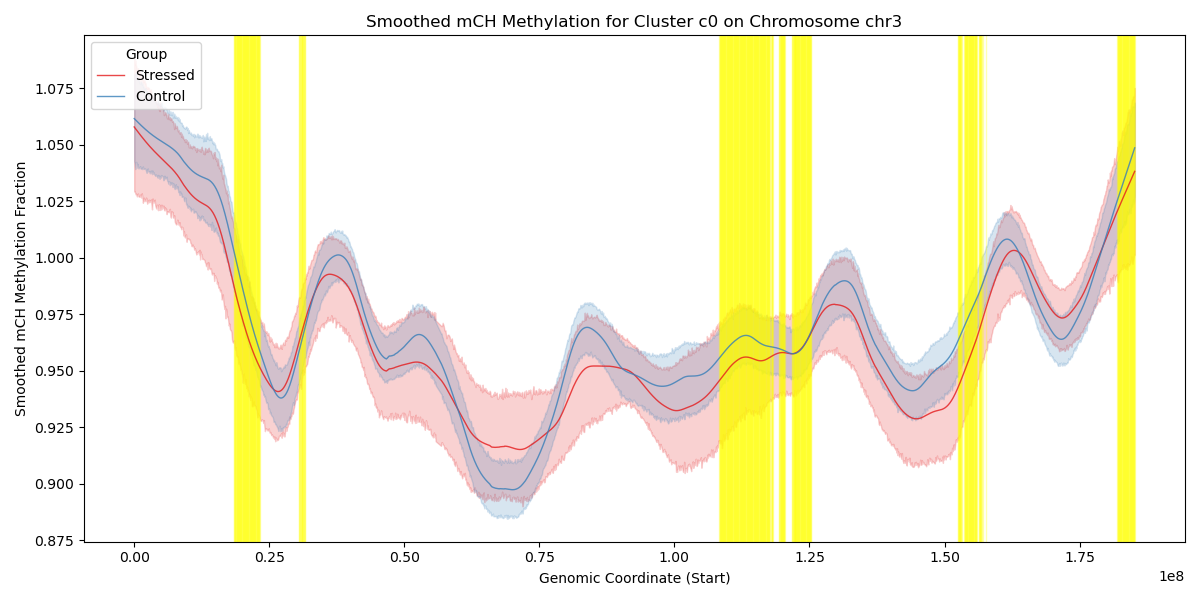 Smoothed mCH Methylation for Cluster c0 on Chromosome chr3
Group
Stressed
Control
Smoothed mCH Methylation Fraction
1.075
1.050
1.025
1.000
0.975
0.950
0.925
0.900
0.875
0.00
0.25
0.50
0.75
1.00
1.25
1.50
1.75
1e8
Genomic Coordinate (Start)